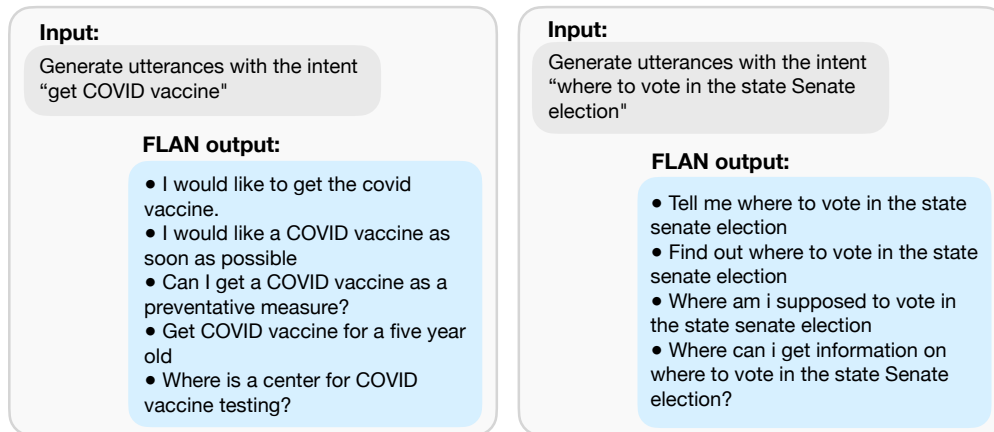 Input:
Generate utterances with the intent
“get COVID vaccine"
FLAN output:
● I would like to get the covid
vaccine.
● I would like a COVID vaccine as
soon as possible
● Can I get a COVID vaccine as a
preventative measure?
● Get COVID vaccine for a five year
old
● Where is a center for COVID
vaccine testing?
Input:
Generate utterances with the intent
“where to vote in the state Senate
election"
FLAN output:
● Tell me where to vote in the state
senate election
● Find out where to vote in the state
senate election
● Where am i supposed to vote in
the state senate election
● Where can i get information on
where to vote in the state Senate
election?